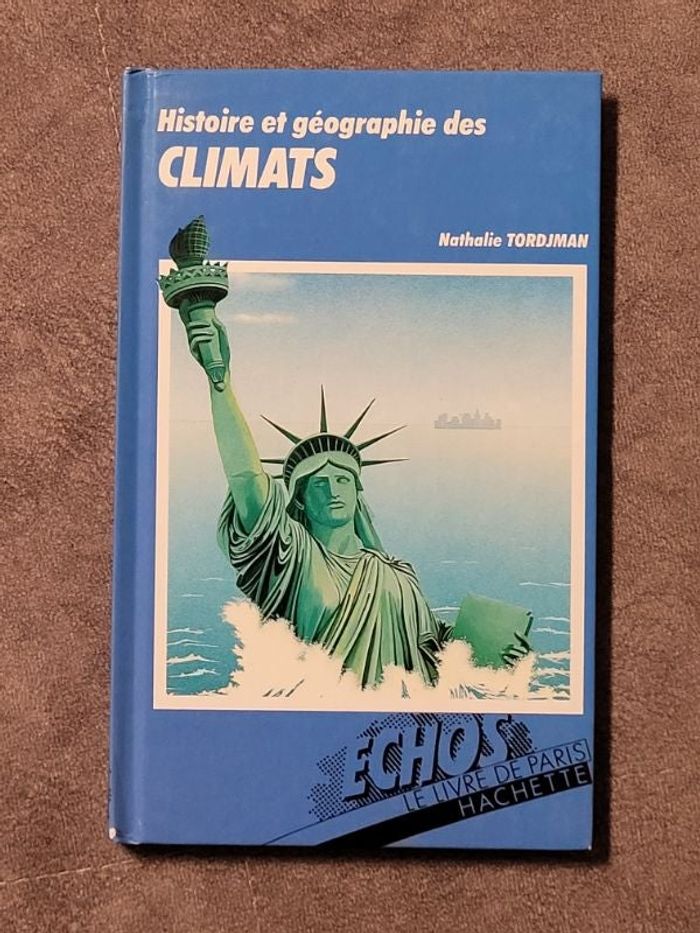 Histoire et géographie des
CLIMATS
Nathalie TORDJMAN
ECHOS
LE LIVRE DE PARIS
HACHETTE